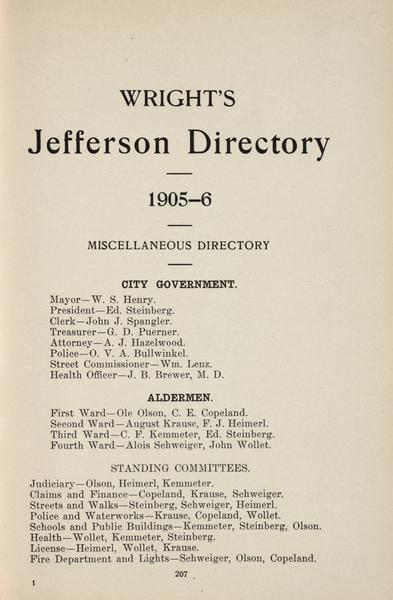 WRIGHT'S
Jefferson Directory
1905–6
MISCELLANEOUS DIRECTORY
CITY GOVERNMENT.
Mayor—W. S. Henry.
President—Ed. Steinberg.
Clerk—John J. Spangler.
Treasurer—G. D. Puerner.
Attorney—A. J. Hazelwood.
Police—O. V. A. Bullwinkel.
Street Commissioner—Wm. Lenz.
Health Officer—J. B. Brewer, M. D.
ALDERMEN.
First Ward—Ole Olson, C. E. Copeland.
Second Ward—August Krause, F. J. Heimerl.
Third Ward—C. F. Kemmeter, Ed. Steinberg.
Fourth Ward—Alois Schweiger, John Wollet.
STANDING COMMITTEES.
Judiciary—Olson, Heimerl, Kemmeter.
Claims and Finance—Copeland, Krause, Schweiger.
Streets and Walks—Steinberg, Schweiger, Heimerl.
Police and Waterworks—Krause, Copeland, Wollet.
Schools and Public Buildings—Kemmeter, Steinberg, Olson.
Health—Wollet, Kemmeter, Steinberg.
License—Heimerl, Wollet, Krause.
Fire Department and Lights—Schweiger, Olson, Copeland.
207
1